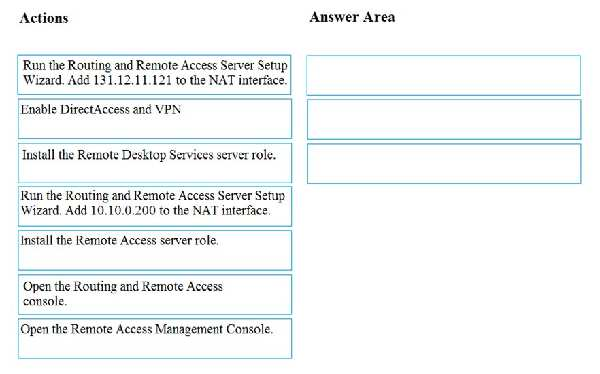 Actions
Answer Area
Run the Routing and Remote Access Server Setup
Wizard. Add 131.12.11.121 to the NAT interface.
Enable DirectAccess and VPN
Install the Remote Desktop Services server role.
Run the Routing and Remote Access Server Setup
Wizard. Add 10.10.0.200 to the NAT interface.
Install the Remote Access server role.
Open the Routing and Remote Access
console.
Open the Remote Access Management Console.